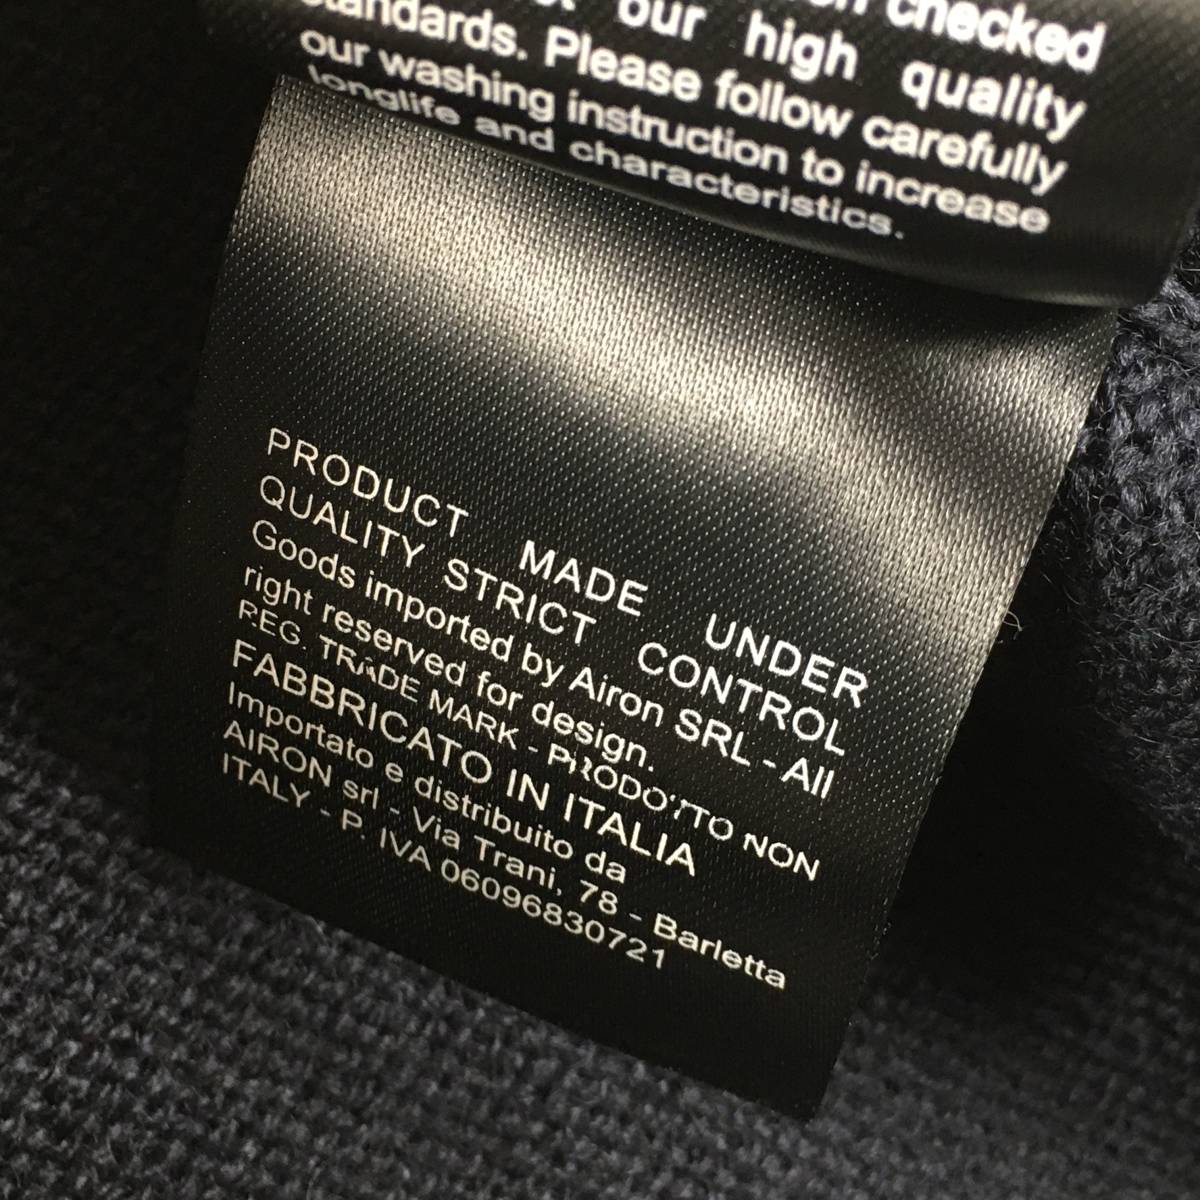 checked
our high quality
standards. Please follow carefully
our washing instruction to increase
longlife and characteristics.
PRODUCT MADE UNDER
QUALITY STRICT CONTROL
Goods imported by Airon SRL - All
right reserved for design.
REG. TRADE MARK - PRODOTTO NON
FABBRICATO IN ITALIA
Importato e distribuito da
AIRON srl - Via Trani, 78 - Barletta
ITALY - P. IVA 06096830721